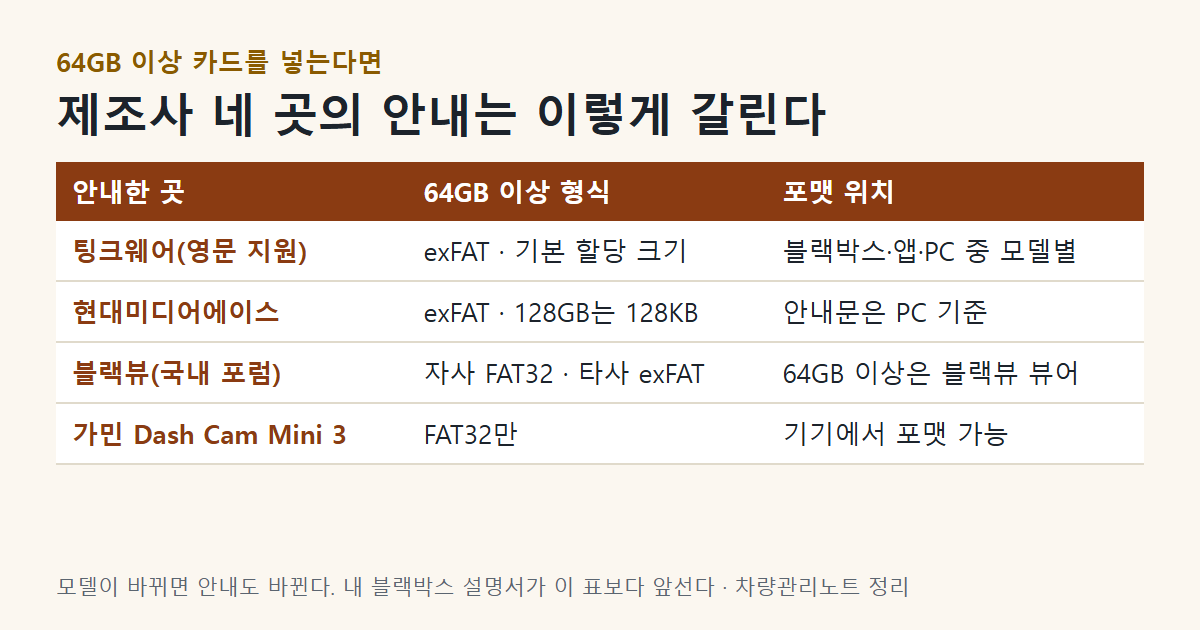 64GB 이상 카드를 넣는다면
제조사 네 곳의 안내는 이렇게 갈린다
안내한 곳 64GB 이상 형식 포맷 위치
팅크웨어(영문 지원) exFAT · 기본 할당 크기 블랙박스·앱·PC 중 모델별
현대미디어에이스 exFAT · 128GB는 128KB 안내문은 PC 기준
블랙뷰(국내 포럼) 자사 FAT32 · 타사 exFAT 64GB 이상은 블랙뷰 뷰어
가민 Dash Cam Mini 3 FAT32만 기기에서 포맷 가능
모델이 바뀌면 안내도 바뀐다. 내 블랙박스 설명서가 이 표보다 앞선다 · 차량관리노트 정리